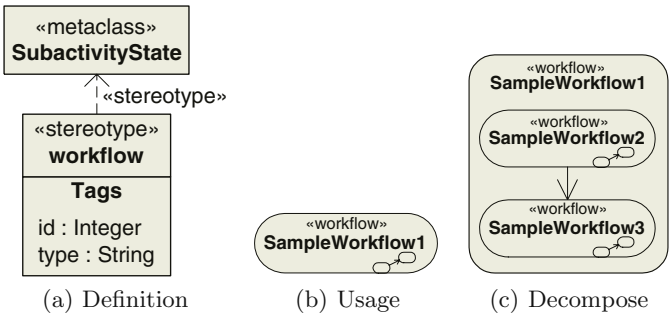 «metaclass»
SubactivityState
«stereotype»
«stereotype»
workflow
Tags
id : Integer
type : String
(a) Definition
«workflow»
SampleWorkflow1
(b) Usage
«workflow»
SampleWorkflow1
«workflow»
SampleWorkflow2
«workflow»
SampleWorkflow3
(c) Decompose